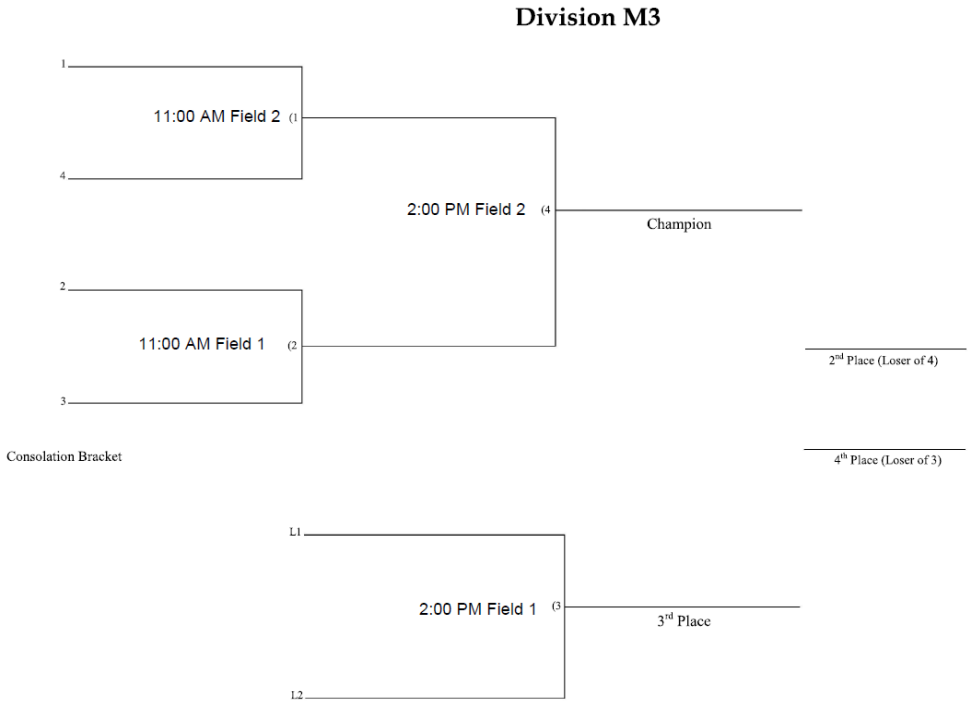 Division M3
1
11:00 AM Field 2 (1
4
2:00 PM Field 2 (4
Champion
2
11:00 AM Field 1 (2
2nd Place (Loser of 4)
3
Consolation Bracket
4th Place (Loser of 3)
L1
2:00 PM Field 1 (3
3rd Place
L2